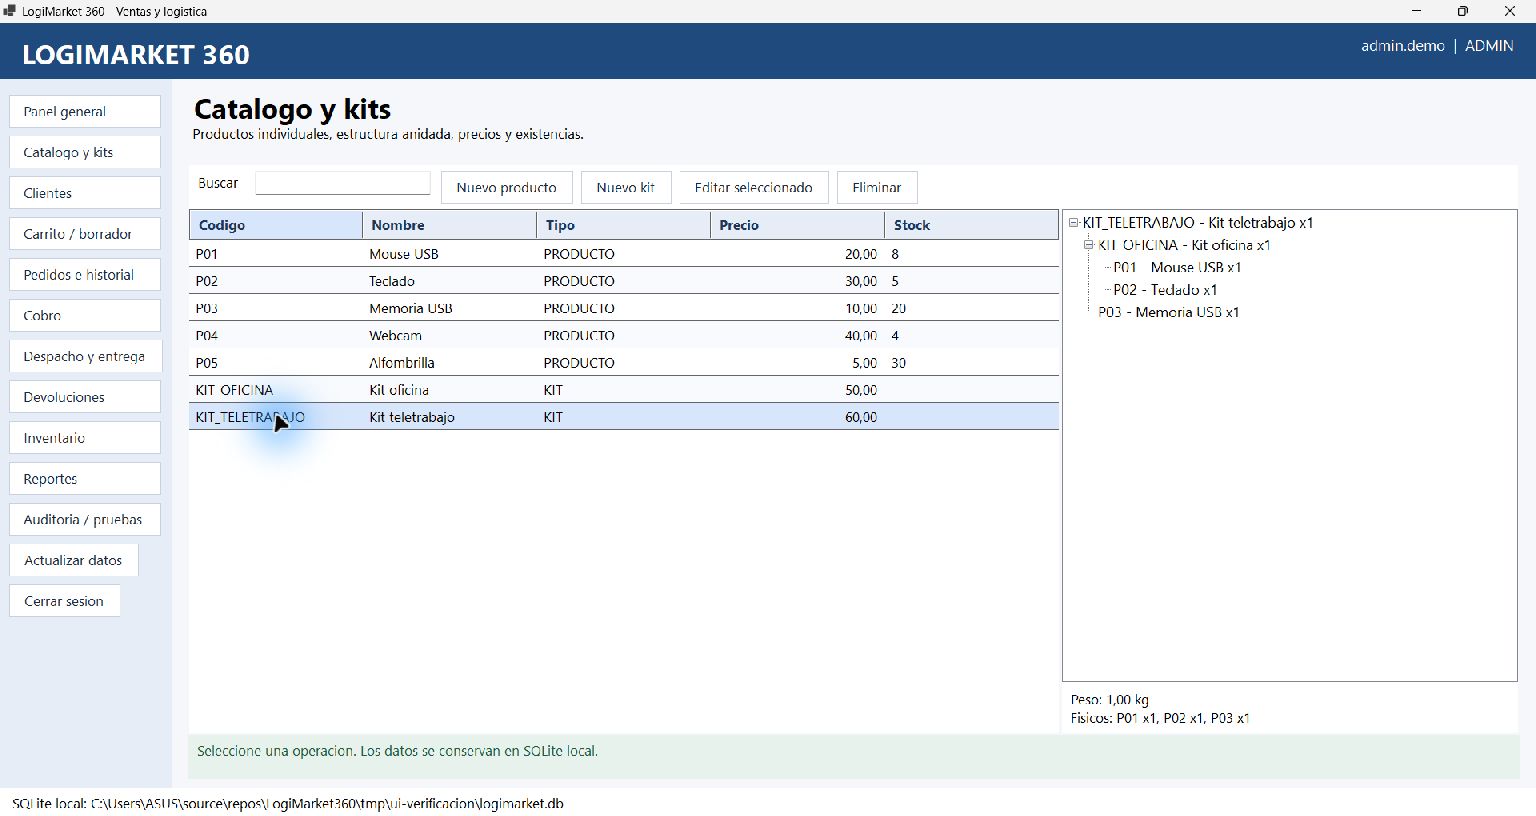 LogiMarket 360 - Ventas y logistica
LOGIMARKET 360
admin.demo | ADMIN
Panel general
Catalogo y kits
Clientes
Carrito / borrador
Pedidos e historial
Cobro
Despacho y entrega
Devoluciones
Inventario
Reportes
Auditoria / pruebas
Actualizar datos
Cerrar sesion
Catalogo y kits
Productos individuales, estructura anidada, precios y existencias.
Buscar
Nuevo producto
Nuevo kit
Editar seleccionado
Eliminar
Codigo Nombre Tipo Precio Stock
P01 Mouse USB PRODUCTO 20,00 8
P02 Teclado PRODUCTO 30,00 5
P03 Memoria USB PRODUCTO 10,00 20
P04 Webcam PRODUCTO 40,00 4
P05 Alfombrilla PRODUCTO 5,00 30
KIT_OFICINA Kit oficina KIT 50,00
KIT_TELETRABAJO Kit teletrabajo KIT 60,00
KIT_TELETRABAJO - Kit teletrabajo x1
KIT_OFICINA - Kit oficina x1
P01 - Mouse USB x1
P02 - Teclado x1
P03 - Memoria USB x1
Peso: 1,00 kg
Fisicos: P01 x1, P02 x1, P03 x1
Seleccione una operacion. Los datos se conservan en SQLite local.
SQLite local: C:\Users\ASUS\source\repos\LogiMarket360\tmp\ui-verificacion\logimarket.db